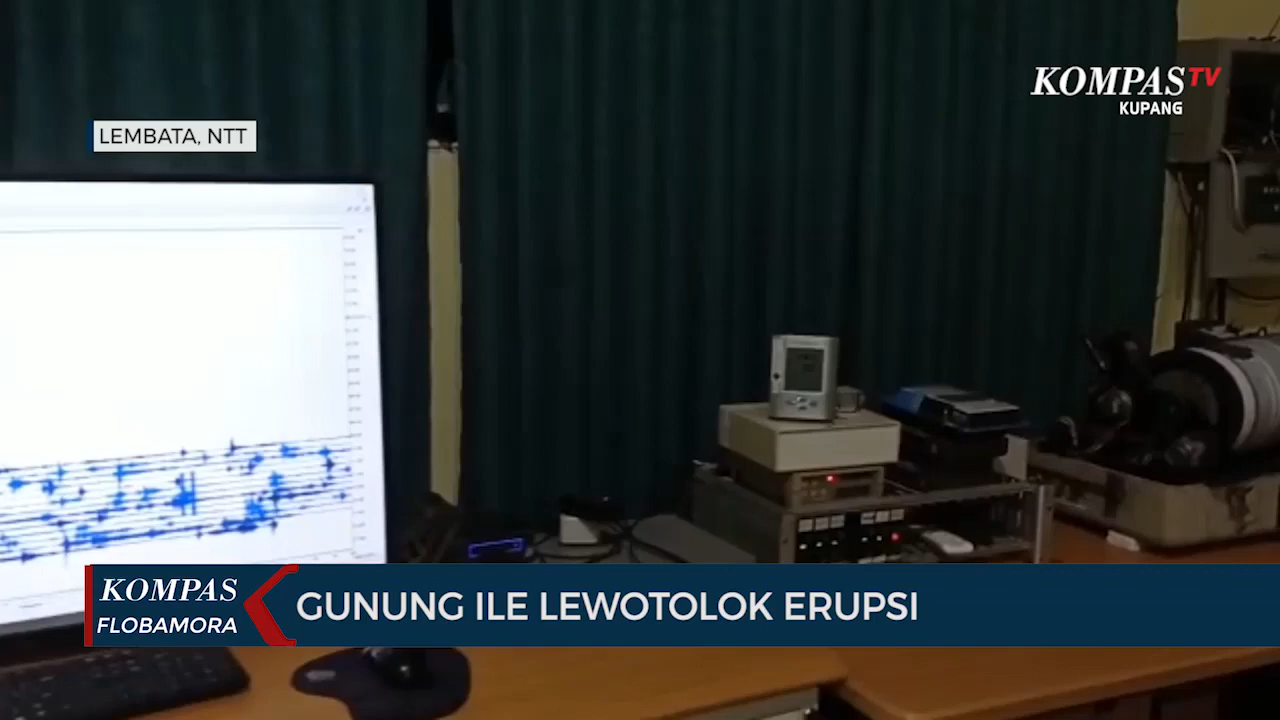 KOMPAS TV
KUPANG
LEMBATA, NTT
KOMPAS
FLOBAMORA
GUNUNG ILE LEWOTOLOK ERUPSI